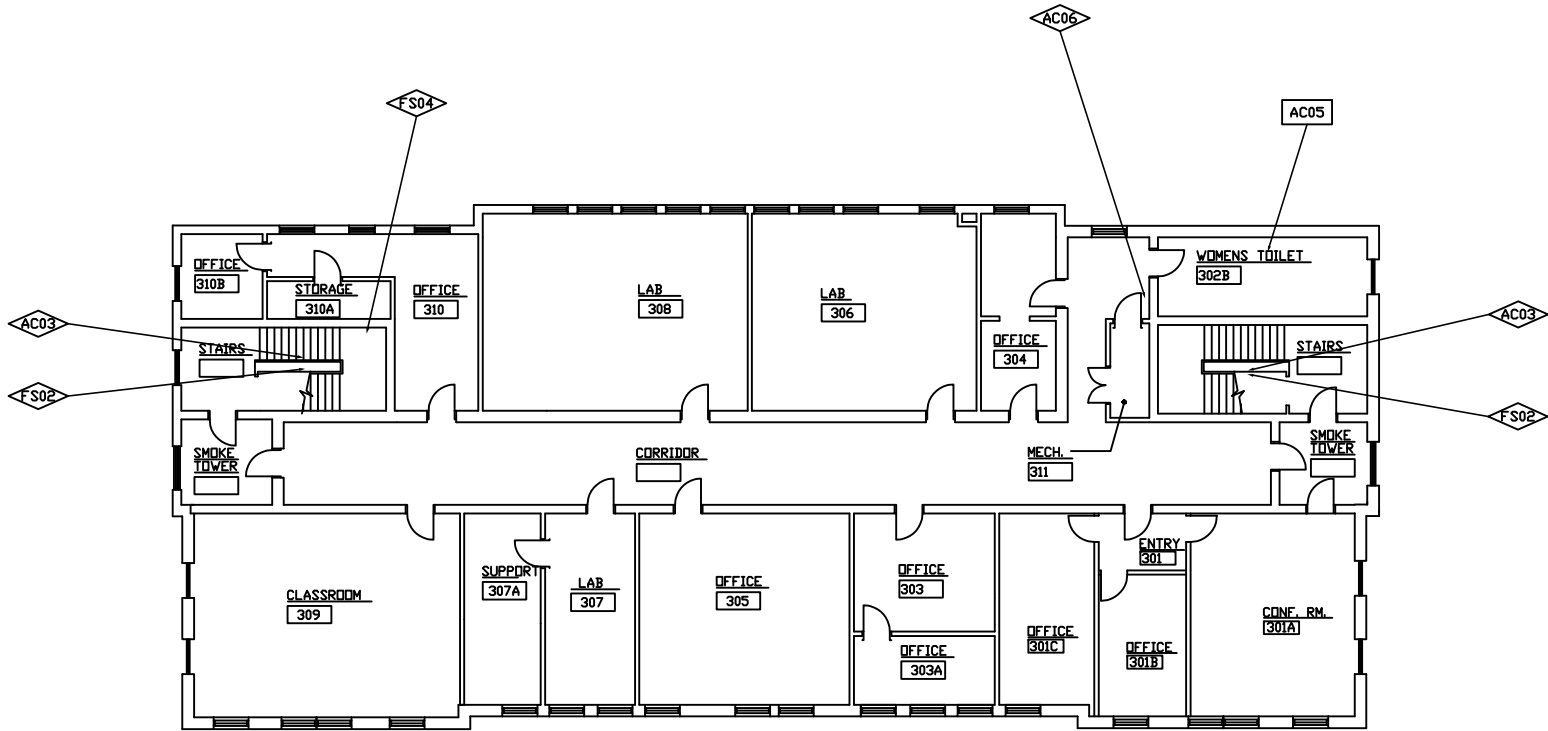 AC06
FS04
AC05
OFFICE
310B
STORAGE
310A
OFFICE
310
LAB
308
LAB
306
OFFICE
304
WOMENS TOILET
302B
AC03
STAIRS
FS02
AC03
STAIRS
FS02
SMOKE
TOWER
CORRIDOR
MECH.
311
SMOKE
TOWER
CLASSROOM
309
SUPPORT
307A
LAB
307
OFFICE
305
OFFICE
303
OFFICE
303A
ENTRY
301
OFFICE
301C
OFFICE
301B
CONF. RM.
301A